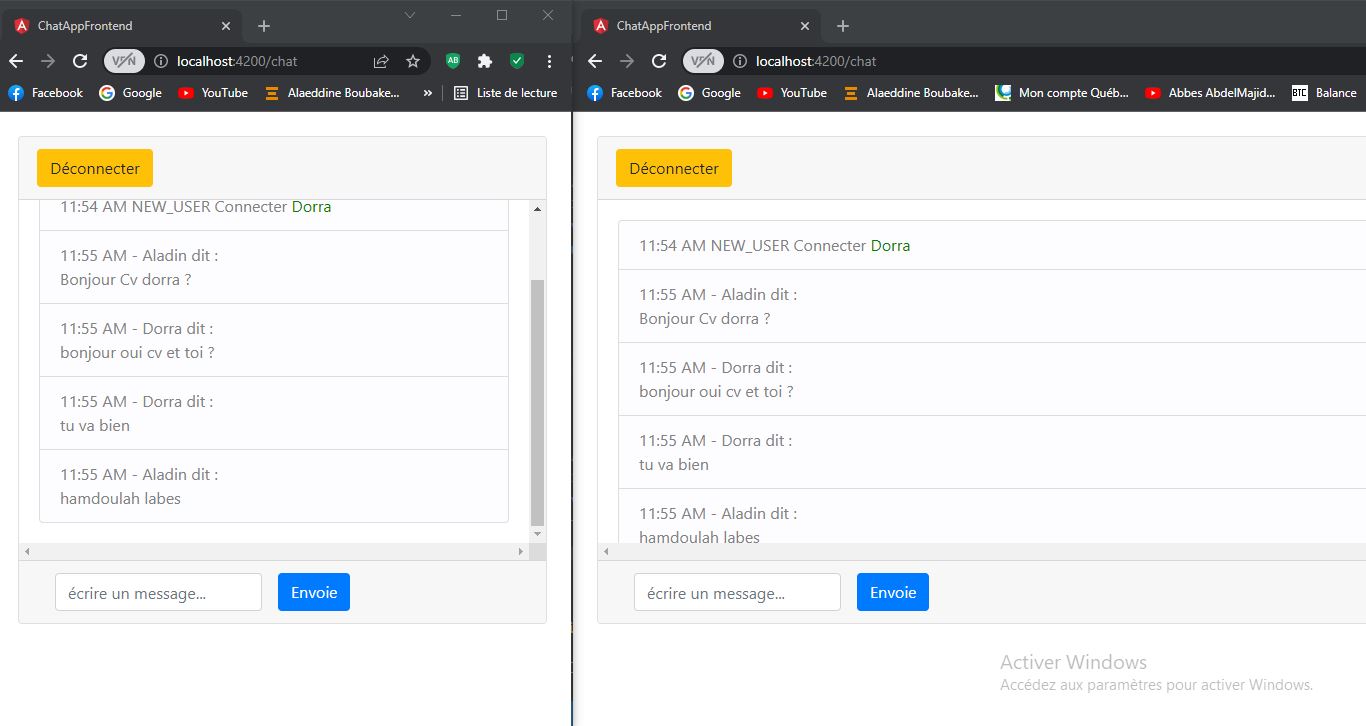 ChatAppFrontend
VPN localhost:4200/chat
Facebook Google YouTube Alaeddine Boubake... » Liste de lecture
Déconnecter
11:54 AM NEW_USER Connecter Dorra
11:55 AM - Aladin dit :
Bonjour Cv dorra ?
11:55 AM - Dorra dit :
bonjour oui cv et toi ?
11:55 AM - Dorra dit :
tu va bien
11:55 AM - Aladin dit :
hamdoulah labes
écrire un message... Envoie
ChatAppFrontend
VPN localhost:4200/chat
Facebook Google YouTube Alaeddine Boubake... Mon compte Québ... Abbes AbdelMajid... BTC Balance
Déconnecter
11:54 AM NEW_USER Connecter Dorra
11:55 AM - Aladin dit :
Bonjour Cv dorra ?
11:55 AM - Dorra dit :
bonjour oui cv et toi ?
11:55 AM - Dorra dit :
tu va bien
11:55 AM - Aladin dit :
hamdoulah labes
écrire un message... Envoie
Activer Windows
Accédez aux paramètres pour activer Windows.